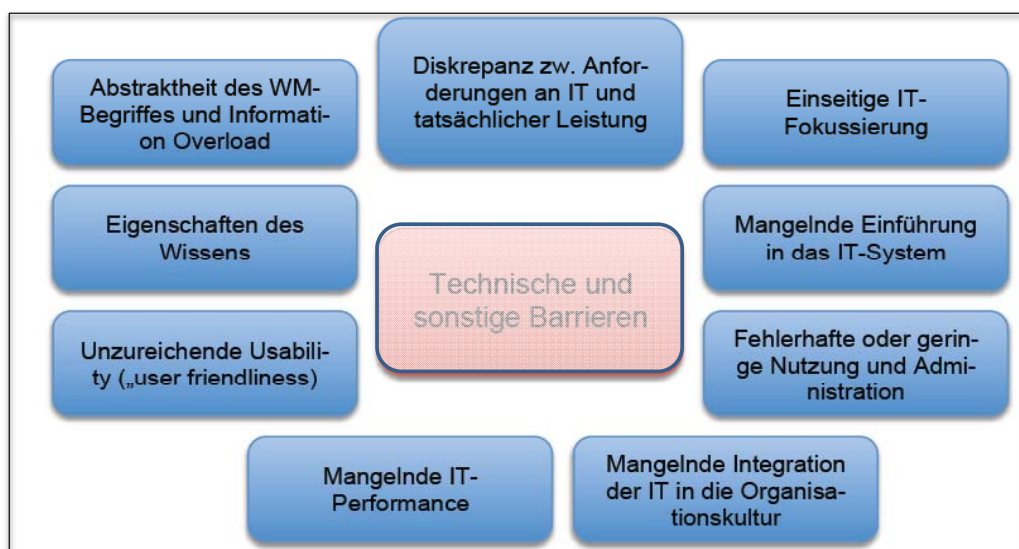 Abstraktheit des WM-
Begriffes und Informati-
on Overload
Diskrepanz zw. Anfor-
derungen an IT und
tatsächlicher Leistung
Einseitige IT-
Fokussierung
Eigenschaften des
Wissens
Technische und
sonstige Barrieren
Mangelnde Einführung
in das IT-System
Unzureichende Usabili-
ty („user friendliness)
Fehlerhafte oder gerin-
ge Nutzung und Admi-
nistration
Mangelnde IT-
Performance
Mangelnde Integration
der IT in die Organisa-
tionskultur